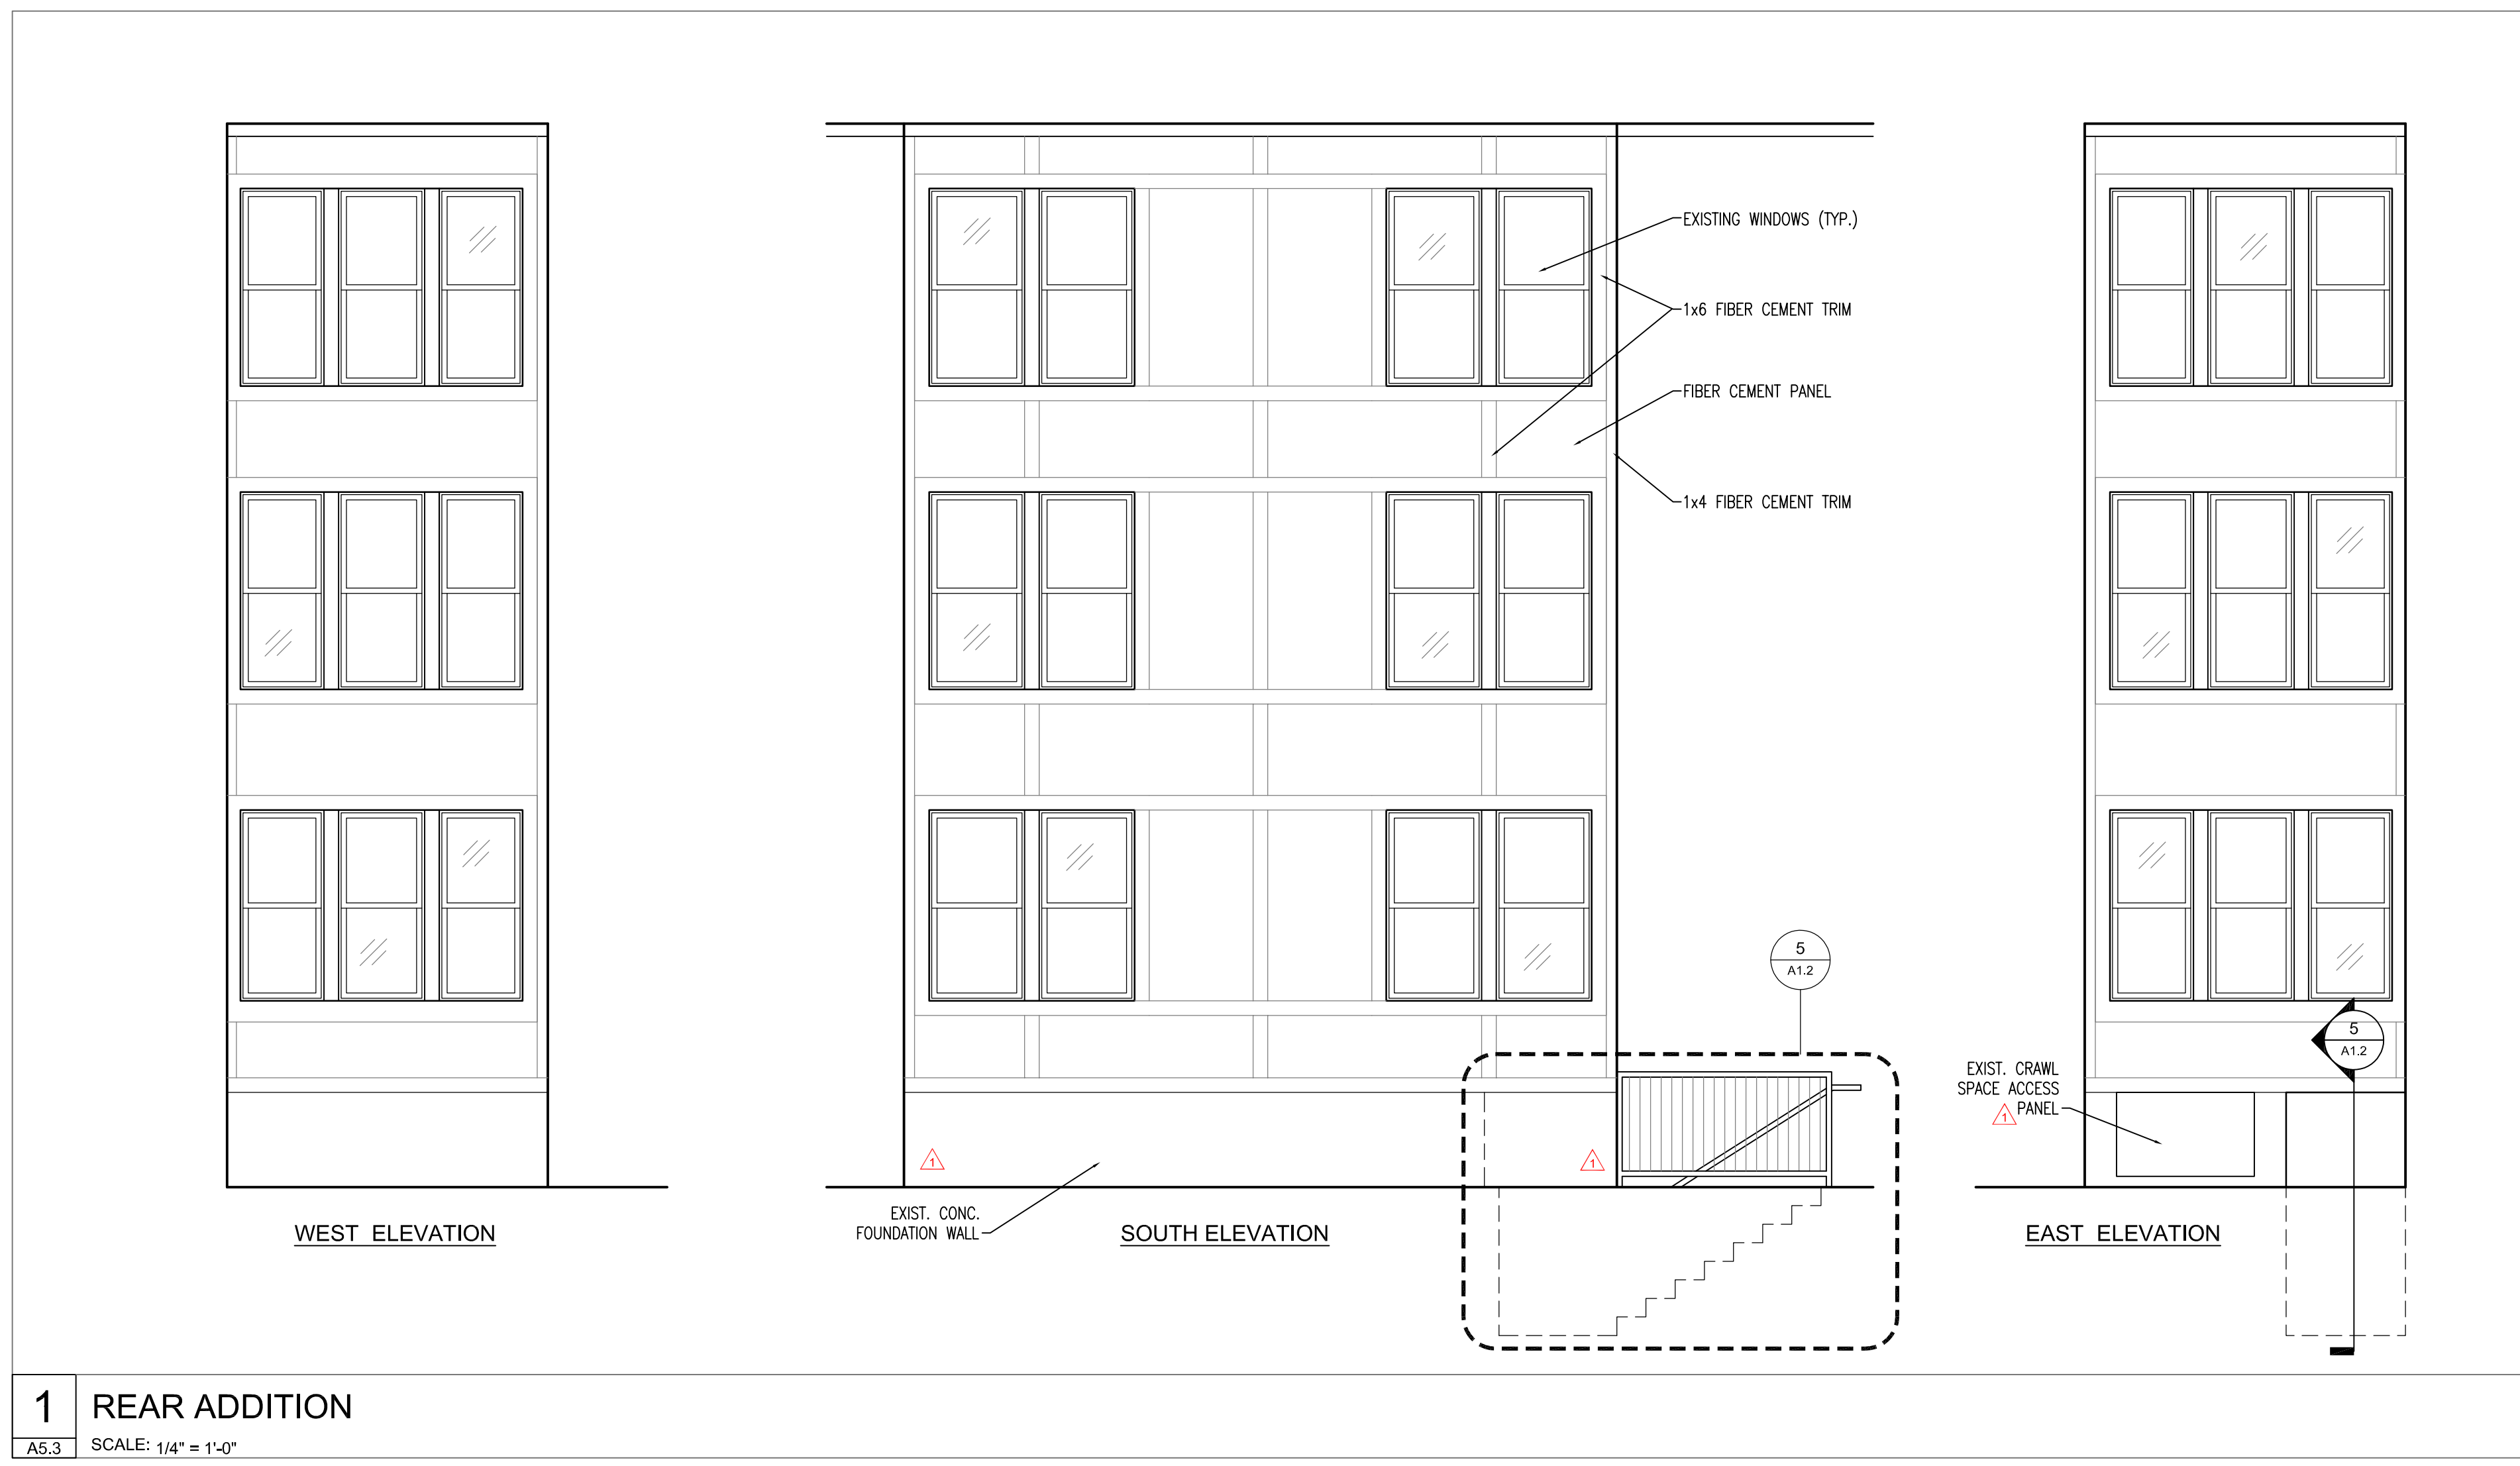 EXISTING WINDOWS (TYP.)
1x6 FIBER CEMENT TRIM
FIBER CEMENT PANEL
1x4 FIBER CEMENT TRIM
5
A1.2
5
A1.2
EXIST. CRAWL
SPACE ACCESS
1 PANEL
1
1
EXIST. CONC.
FOUNDATION WALL
WEST ELEVATION
SOUTH ELEVATION
EAST ELEVATION
1
REAR ADDITION
A5.3
SCALE: 1/4" = 1'-0"